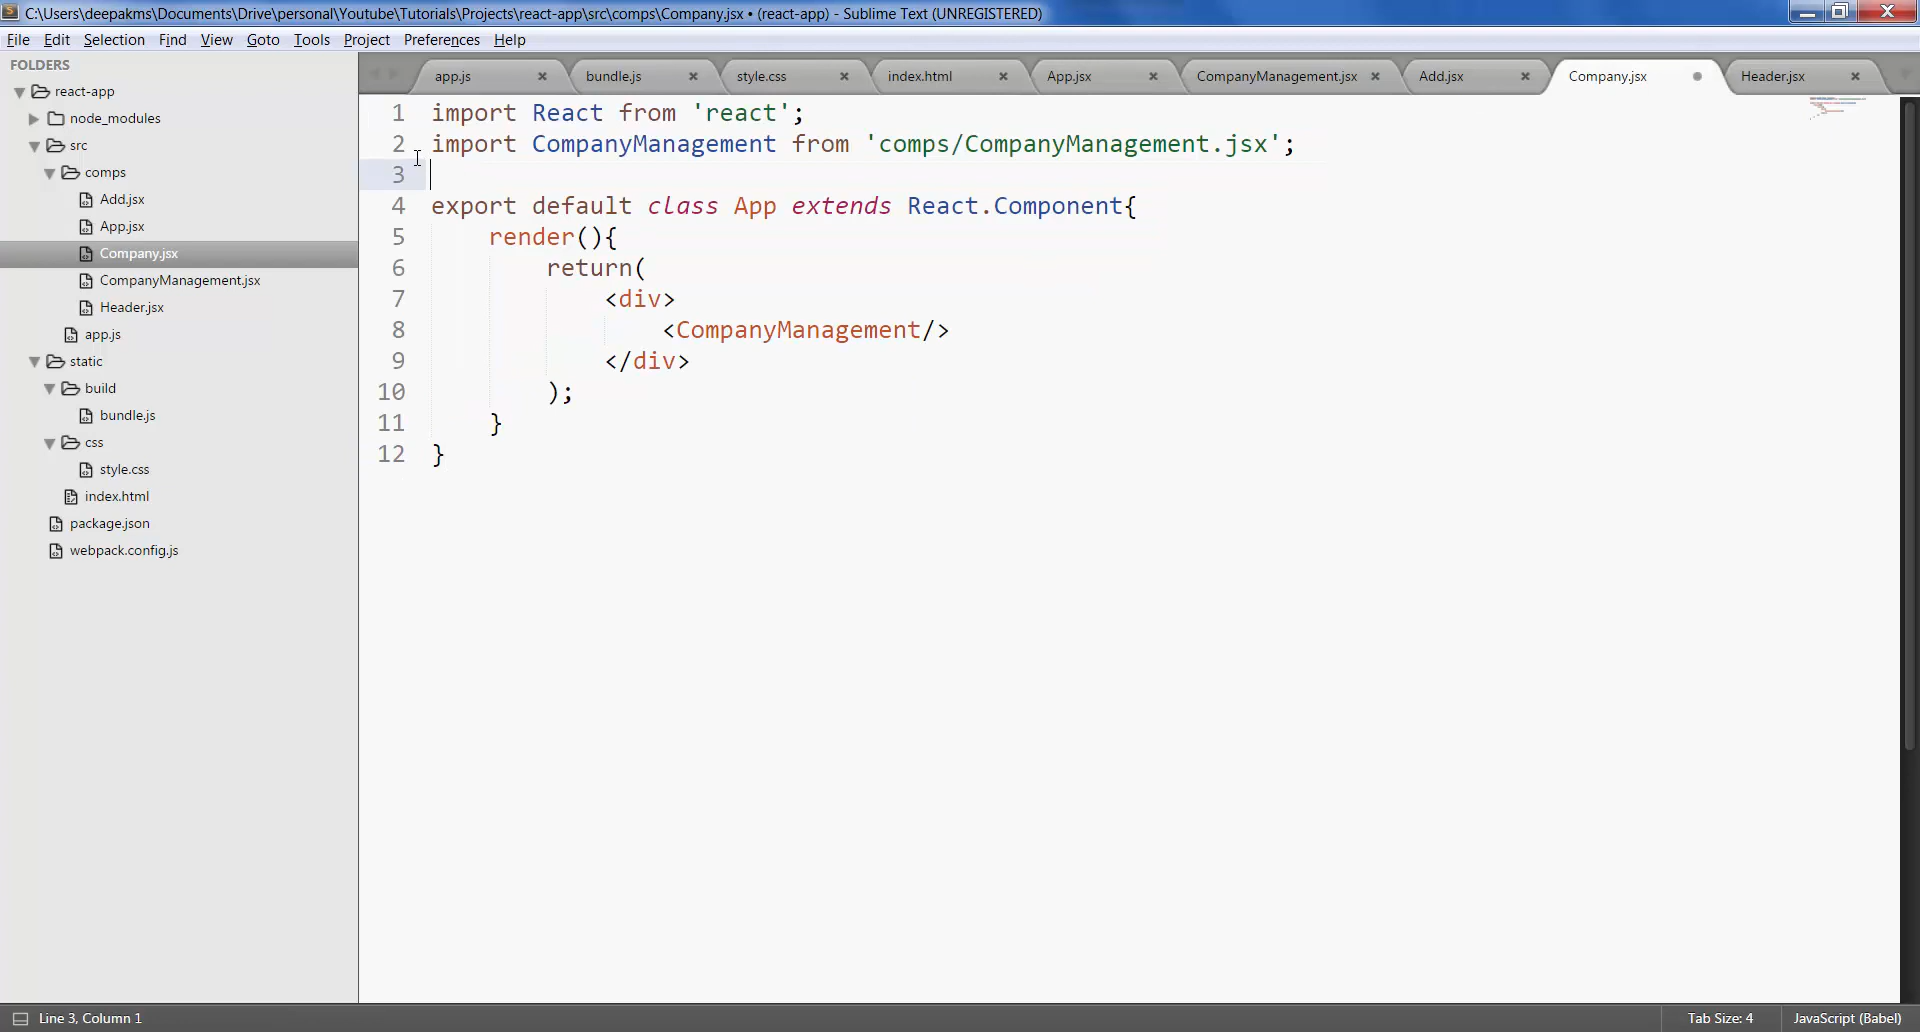 C:\Users\deepakms\Documents\Drive\personal\Youtube\Tutorials\Projects\react-app\src\comps\Company.jsx • (react-app) - Sublime Text (UNREGISTERED)
File Edit Selection Find View Goto Tools Project Preferences Help
FOLDERS
react-app
node_modules
src
comps
Add.jsx
App.jsx
Company.jsx
CompanyManagement.jsx
Header.jsx
app.js
static
build
bundle.js
css
style.css
index.html
package.json
webpack.config.js
app.js bundle.js style.css index.html App.jsx CompanyManagement.jsx Add.jsx Company.jsx Header.jsx
1 import React from 'react';
2 import CompanyManagement from 'comps/CompanyManagement.jsx';
3
4 export default class App extends React.Component{
5 render(){
6 return(
7 <div>
8 <CompanyManagement/>
9 </div>
10 );
11 }
12 }
Line 3, Column 1 Tab Size: 4 JavaScript (Babel)